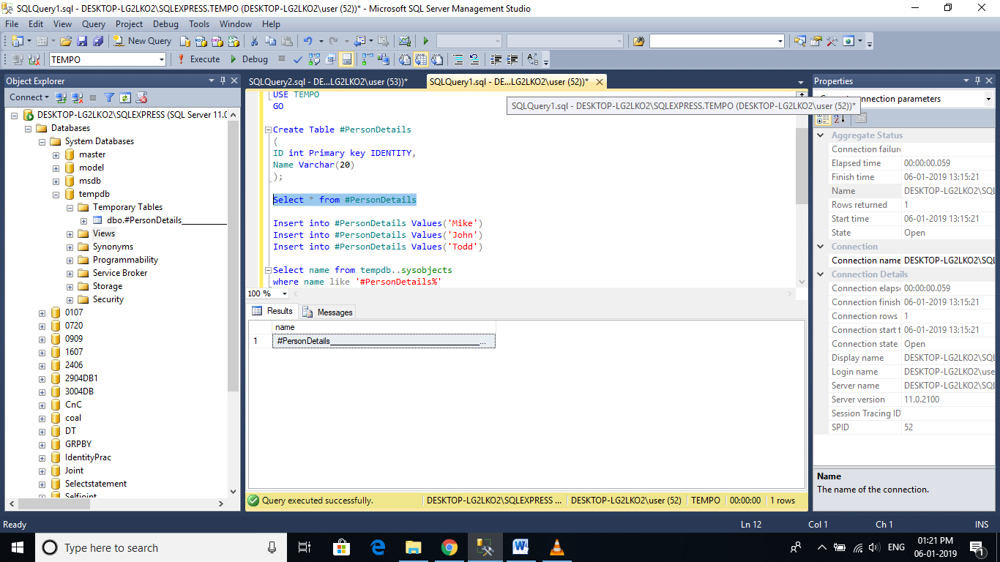 SQLQuery1.sql - DESKTOP-LG2LKO2\SQLEXPRESS.TEMPO (DESKTOP-LG2LKO2\user (52))* - Microsoft SQL Server Management Studio
File Edit View Query Project Debug Tools Window Help
New Query
TEMPO Execute Debug
Object Explorer
Connect
DESKTOP-LG2LKO2\SQLEXPRESS (SQL Server 11.0
Databases
System Databases
master
model
msdb
tempdb
Temporary Tables
dbo.#PersonDetails____________
Views
Synonyms
Programmability
Service Broker
Storage
Security
0107
0720
0909
1607
2406
2904DB1
3004DB
CnC
coal
DT
GRPBY
IdentityPrac
Joint
Selectstatement
Selfjoint
SQLQuery2.sql - DE...LG2LKO2\user (53))* SQLQuery1.sql - DE...LG2LKO2\user (52))*
SQLQuery1.sql - DESKTOP-LG2LKO2\SQLEXPRESS.TEMPO (DESKTOP-LG2LKO2\user (52))*
USE TEMPO
GO
Create Table #PersonDetails
(
ID int Primary key IDENTITY,
Name Varchar(20)
);
Select * from #PersonDetails
Insert into #PersonDetails Values('Mike')
Insert into #PersonDetails Values('John')
Insert into #PersonDetails Values('Todd')
Select name from tempdb..sysobjects
where name like '#PersonDetails%'
100 %
Results Messages
name
1 #PersonDetails__________________________________...
Query executed successfully. DESKTOP-LG2LKO2\SQLEXPRESS ... DESKTOP-LG2LKO2\user (52) TEMPO 00:00:00 1 rows
Properties
connection parameters
Aggregate Status
Connection failure
Elapsed time 00:00:00.059
Finish time 06-01-2019 13:15:21
Name DESKTOP-LG2LKO2\SQL
Rows returned 1
Start time 06-01-2019 13:15:21
State Open
Connection
Connection name DESKTOP-LG2LKO2\SQL
Connection Details
Connection elaps 00:00:00.059
Connection finish 06-01-2019 13:15:21
Connection rows 1
Connection start t 06-01-2019 13:15:21
Connection state Open
Display name DESKTOP-LG2LKO2\SQL
Login name DESKTOP-LG2LKO2\use
Server name DESKTOP-LG2LKO2\SQL
Server version 11.0.2100
Session Tracing ID
SPID 52
Name
The name of the connection.
Ready Ln 12 Col 1 Ch 1 INS
Type here to search
ENG
01:21 PM
06-01-2019
1